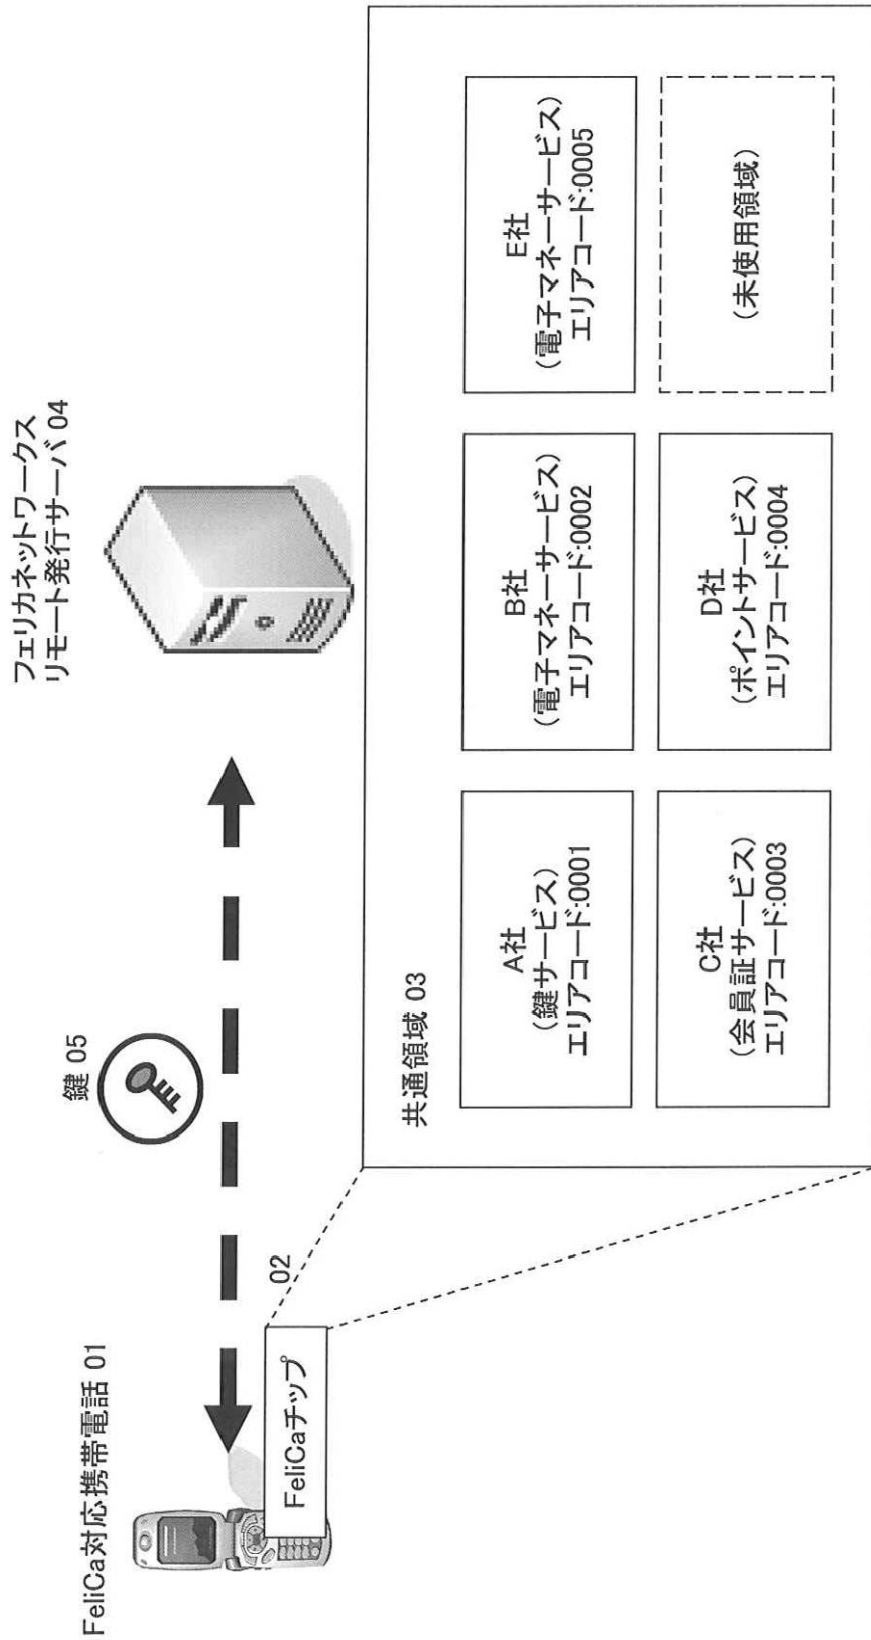 FeliCa対応携帯電話 01
鍵 05
フェリカネットワークス
リモート発行サーバ 04
FeliCaチップ
02
共通領域 03
A社
(鍵サービス)
エリアコード:0001
B社
(電子マネーサービス)
エリアコード:0002
E社
(電子マネーサービス)
エリアコード:0005
C社
(会員証サービス)
エリアコード:0003
D社
(ポイントサービス)
エリアコード:0004
(未使用領域)